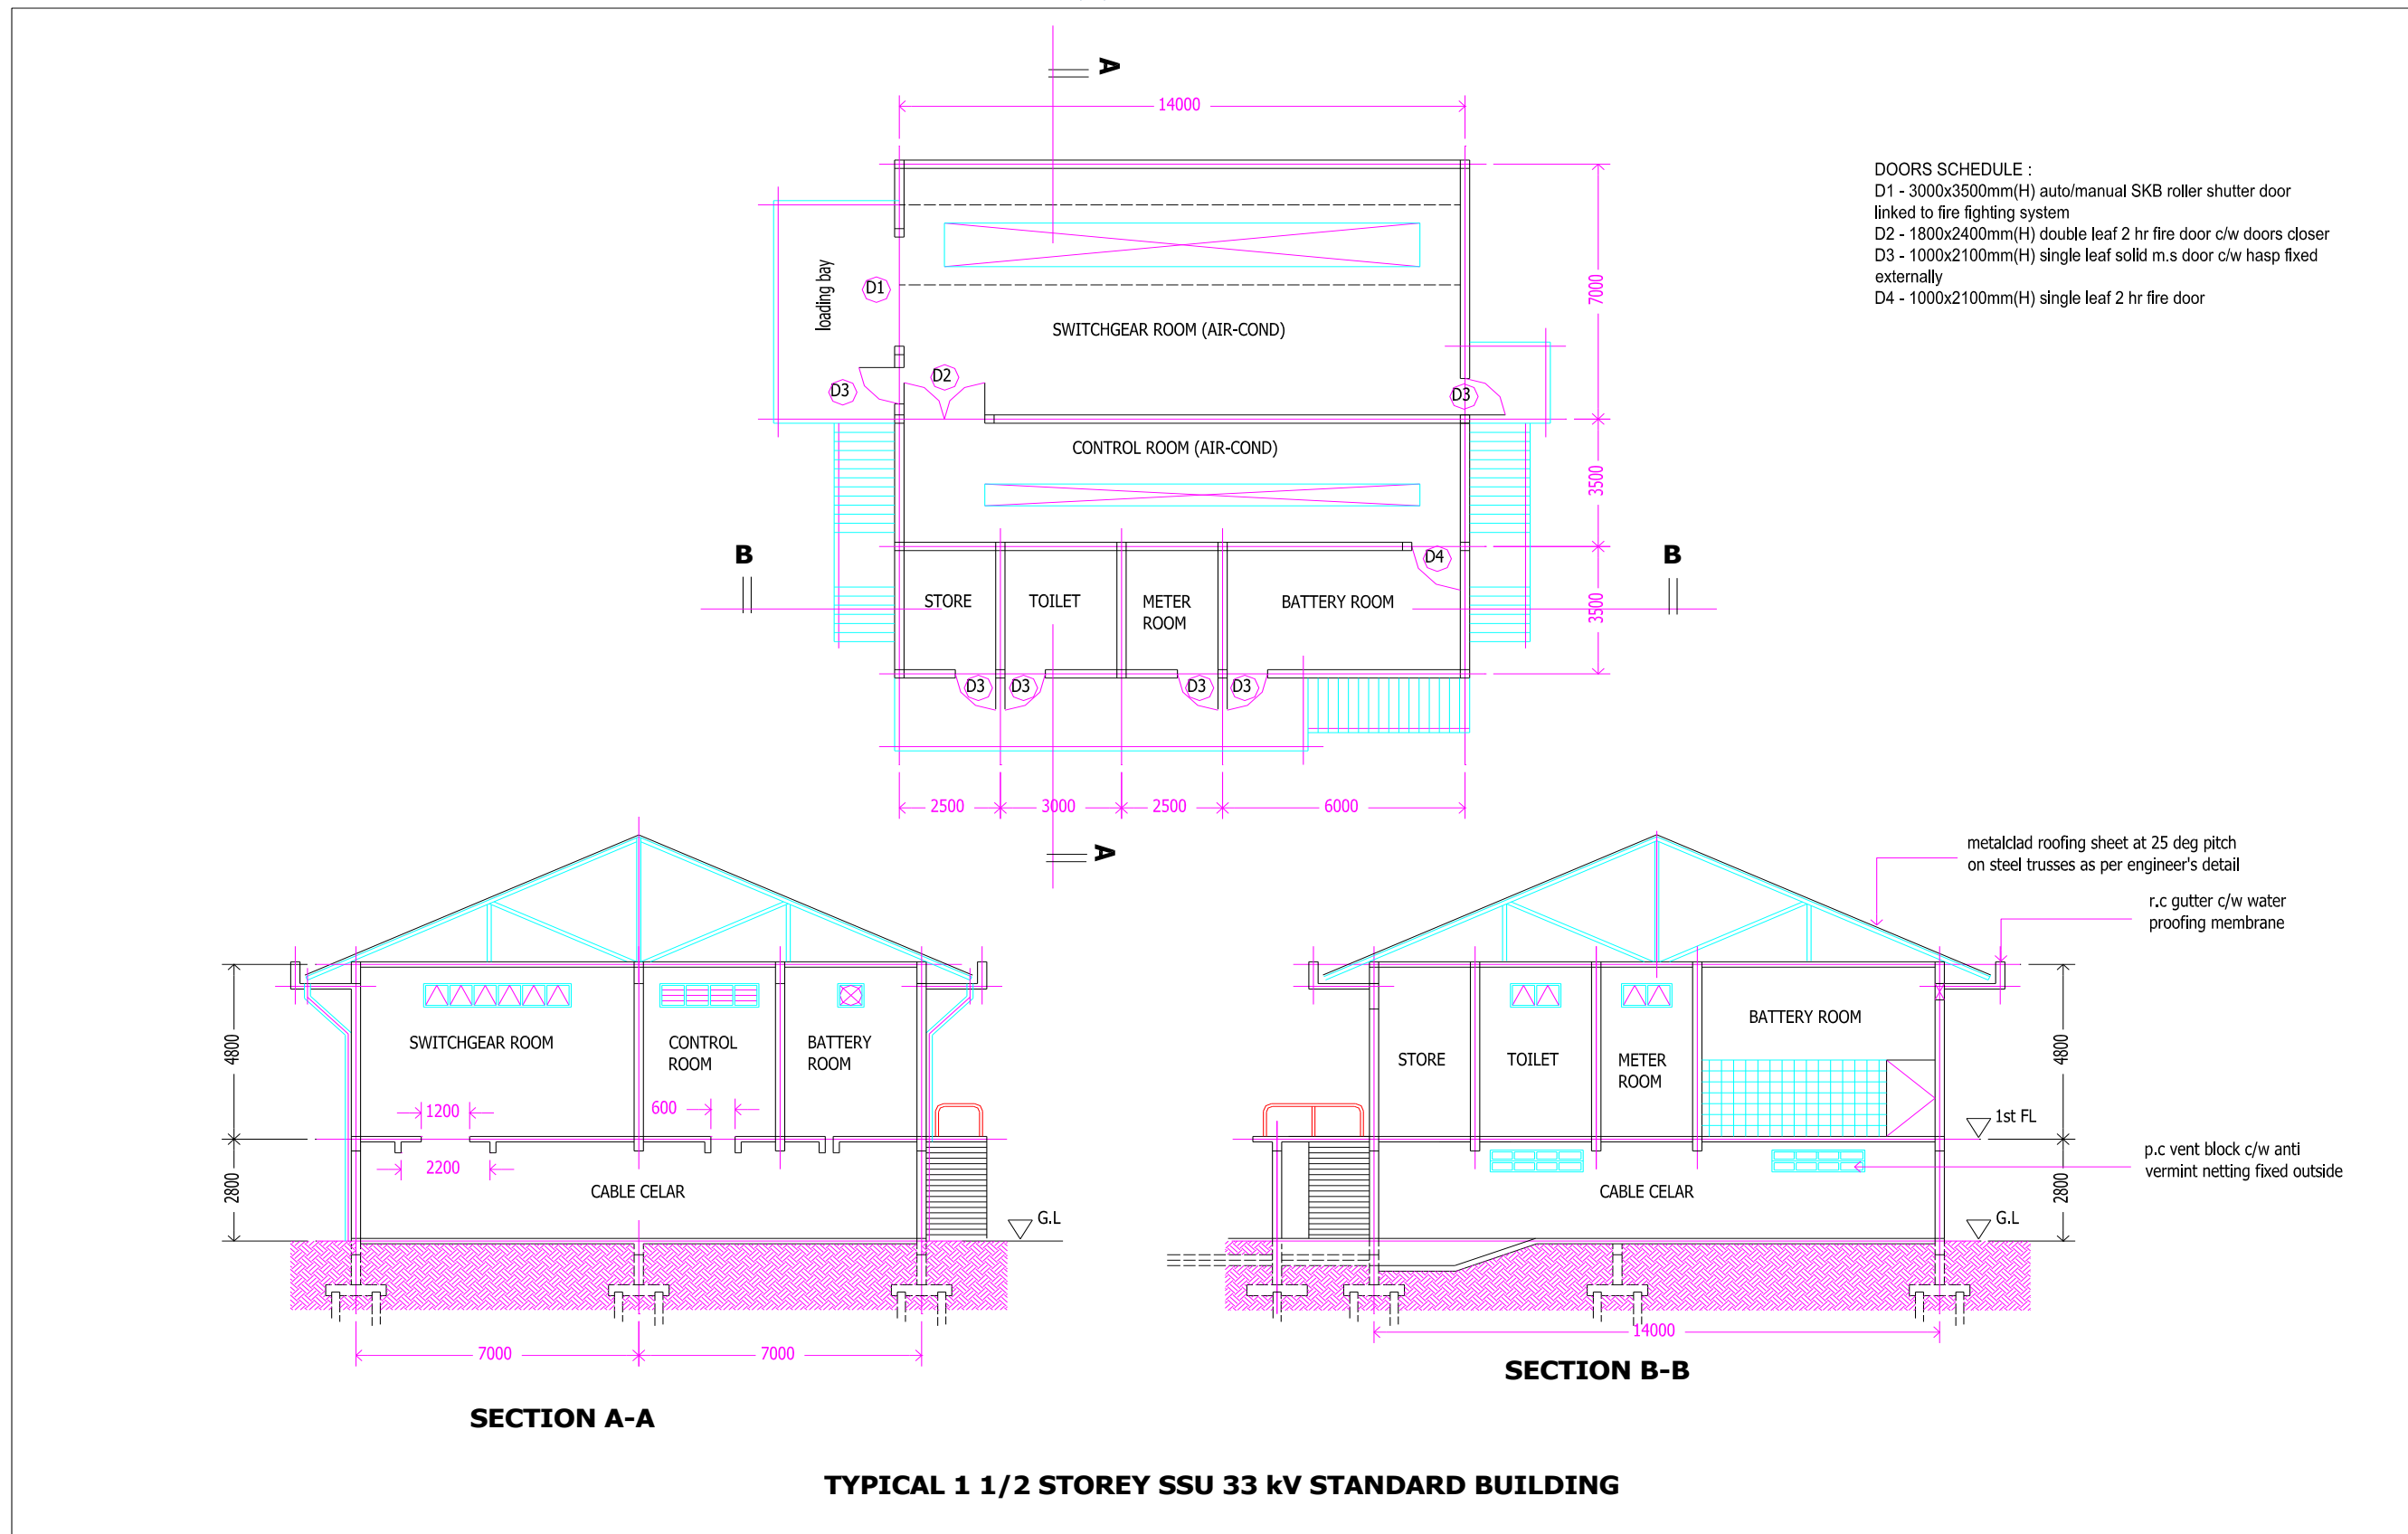 A
14000
DOORS SCHEDULE :
D1 - 3000x3500mm(H) auto/manual SKB roller shutter door
linked to fire fighting system
D2 - 1800x2400mm(H) double leaf 2 hr fire door c/w doors closer
D3 - 1000x2100mm(H) single leaf solid m.s door c/w hasp fixed
externally
D4 - 1000x2100mm(H) single leaf 2 hr fire door
loading bay
D1
7000
SWITCHGEAR ROOM (AIR-COND)
D3
D2
D3
CONTROL ROOM (AIR-COND)
3500
B
B
D4
STORE
TOILET
METER
ROOM
BATTERY ROOM
3500
D3
D3
D3
D3
2500
3000
2500
6000
A
metalclad roofing sheet at 25 deg pitch
on steel trusses as per engineer's detail
r.c gutter c/w water
proofing membrane
4800
SWITCHGEAR ROOM
CONTROL
ROOM
BATTERY
ROOM
1200
600
2200
2800
CABLE CELAR
G.L
7000
7000
SECTION A-A
STORE
TOILET
METER
ROOM
BATTERY ROOM
4800
1st FL
p.c vent block c/w anti
vermint netting fixed outside
CABLE CELAR
2800
G.L
14000
SECTION B-B
TYPICAL 1 1/2 STOREY SSU 33 kV STANDARD BUILDING